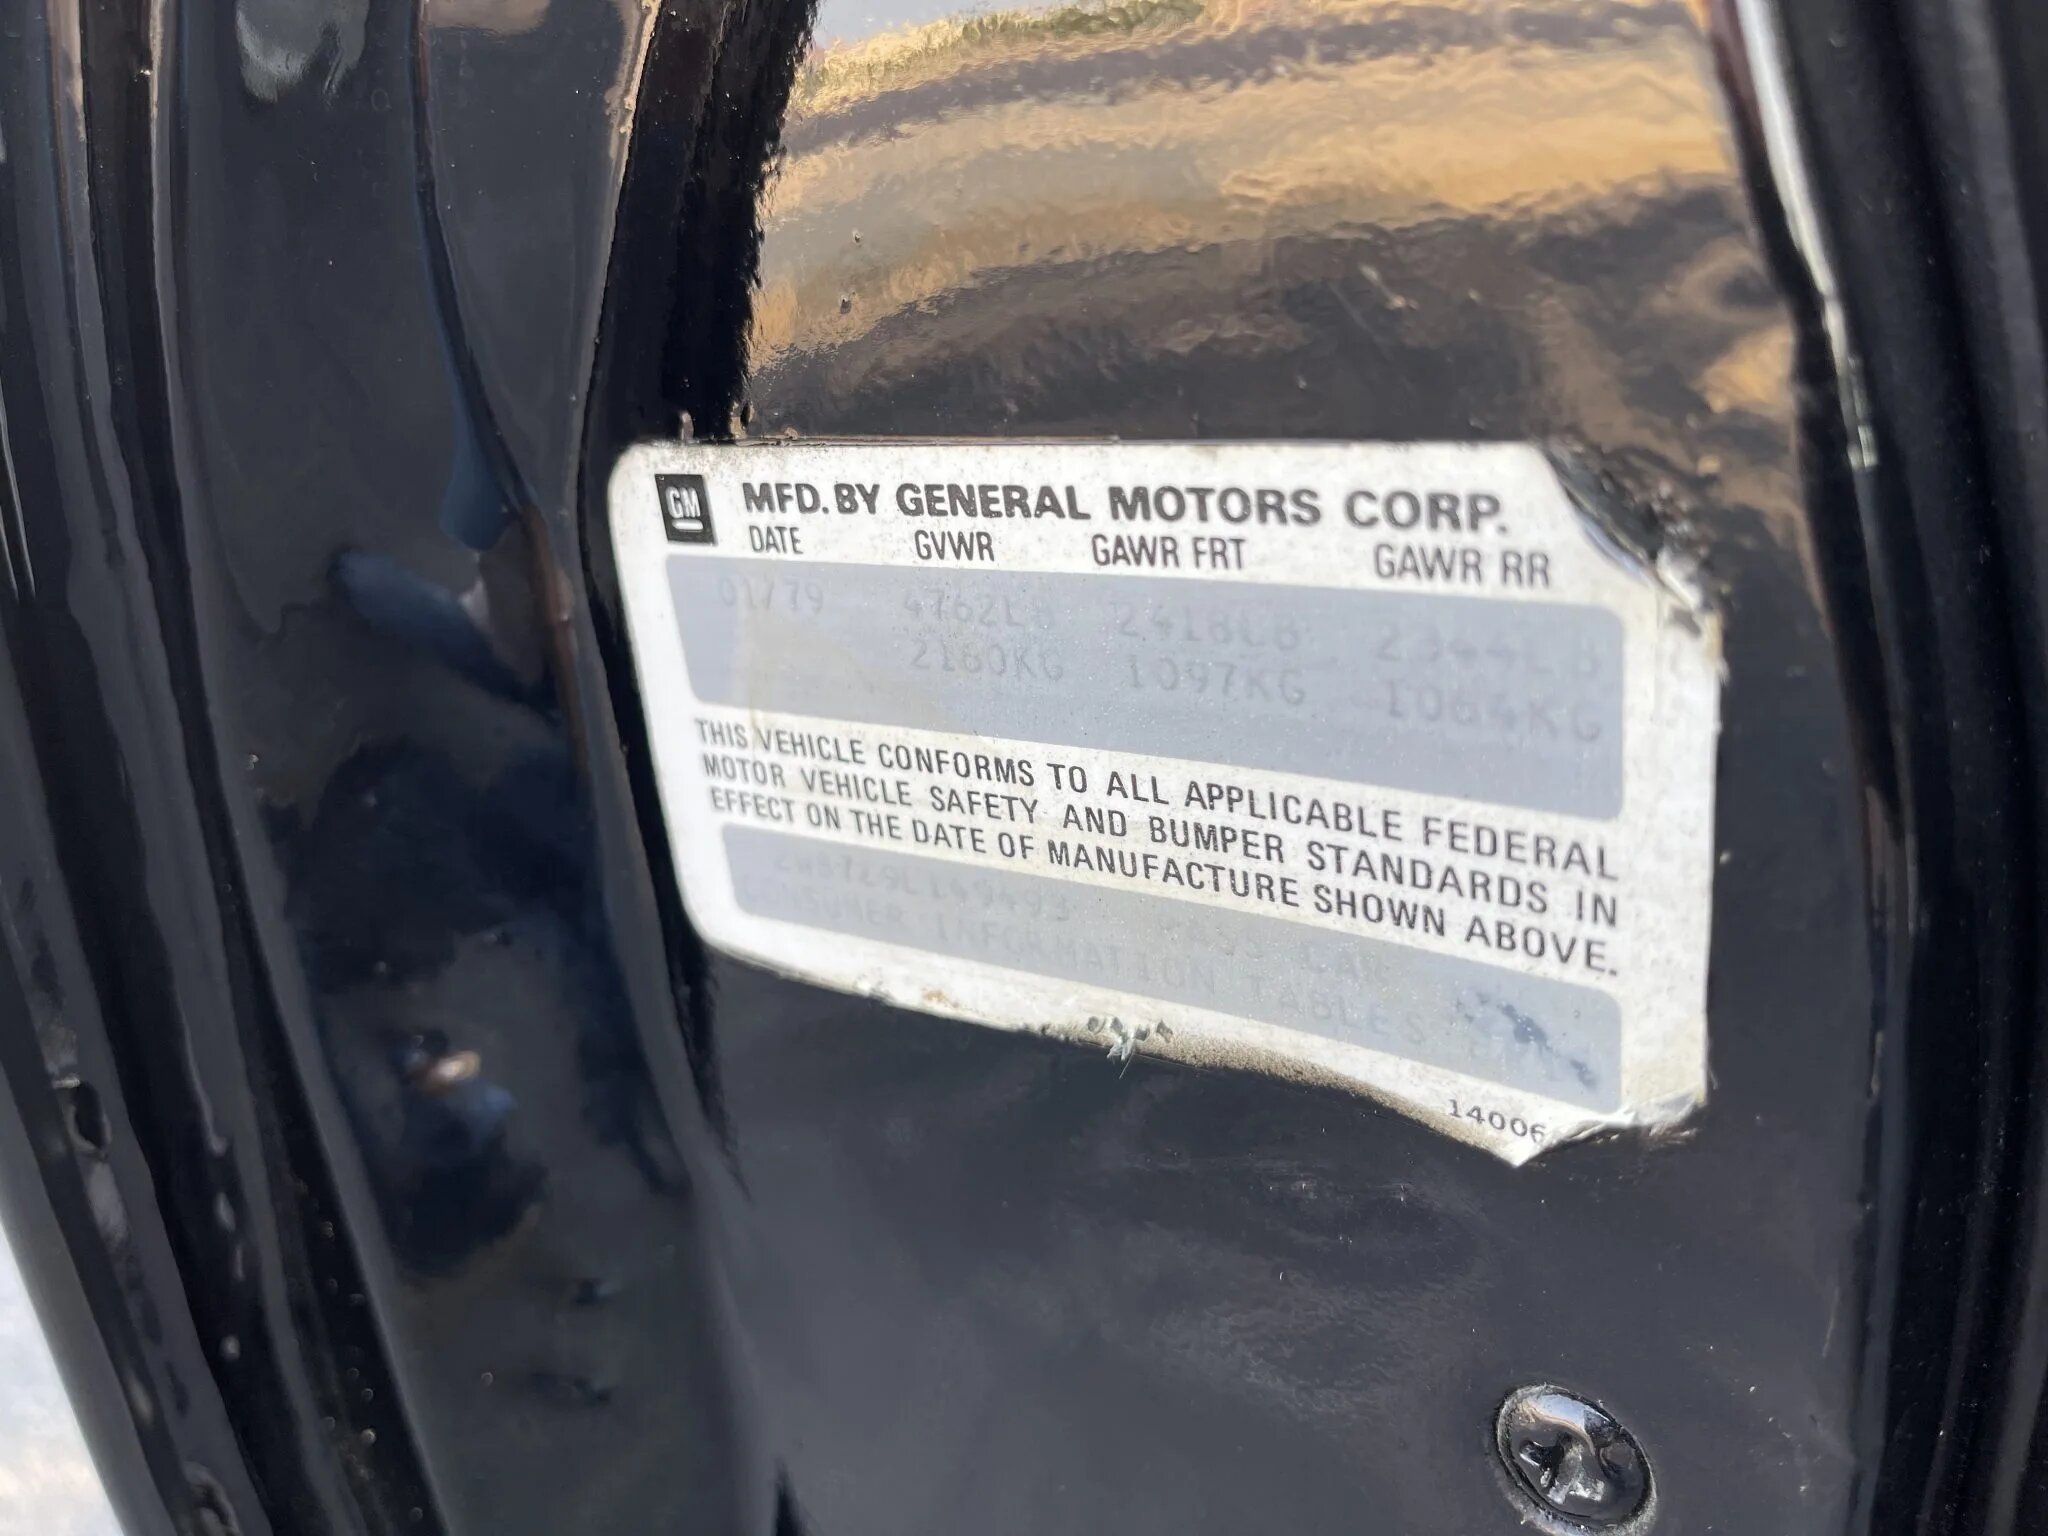 GM MFD. BY GENERAL MOTORS CORP.
DATE GVWR GAWR FRT GAWR RR
01/79 4762LB 2418LB 2344LB
2160KG 1097KG 1064KG
THIS VEHICLE CONFORMS TO ALL APPLICABLE FEDERAL
MOTOR VEHICLE SAFETY AND BUMPER STANDARDS IN
EFFECT ON THE DATE OF MANUFACTURE SHOWN ABOVE.
PASS CAR
CONSUMER INFORMATION TABLES
14006